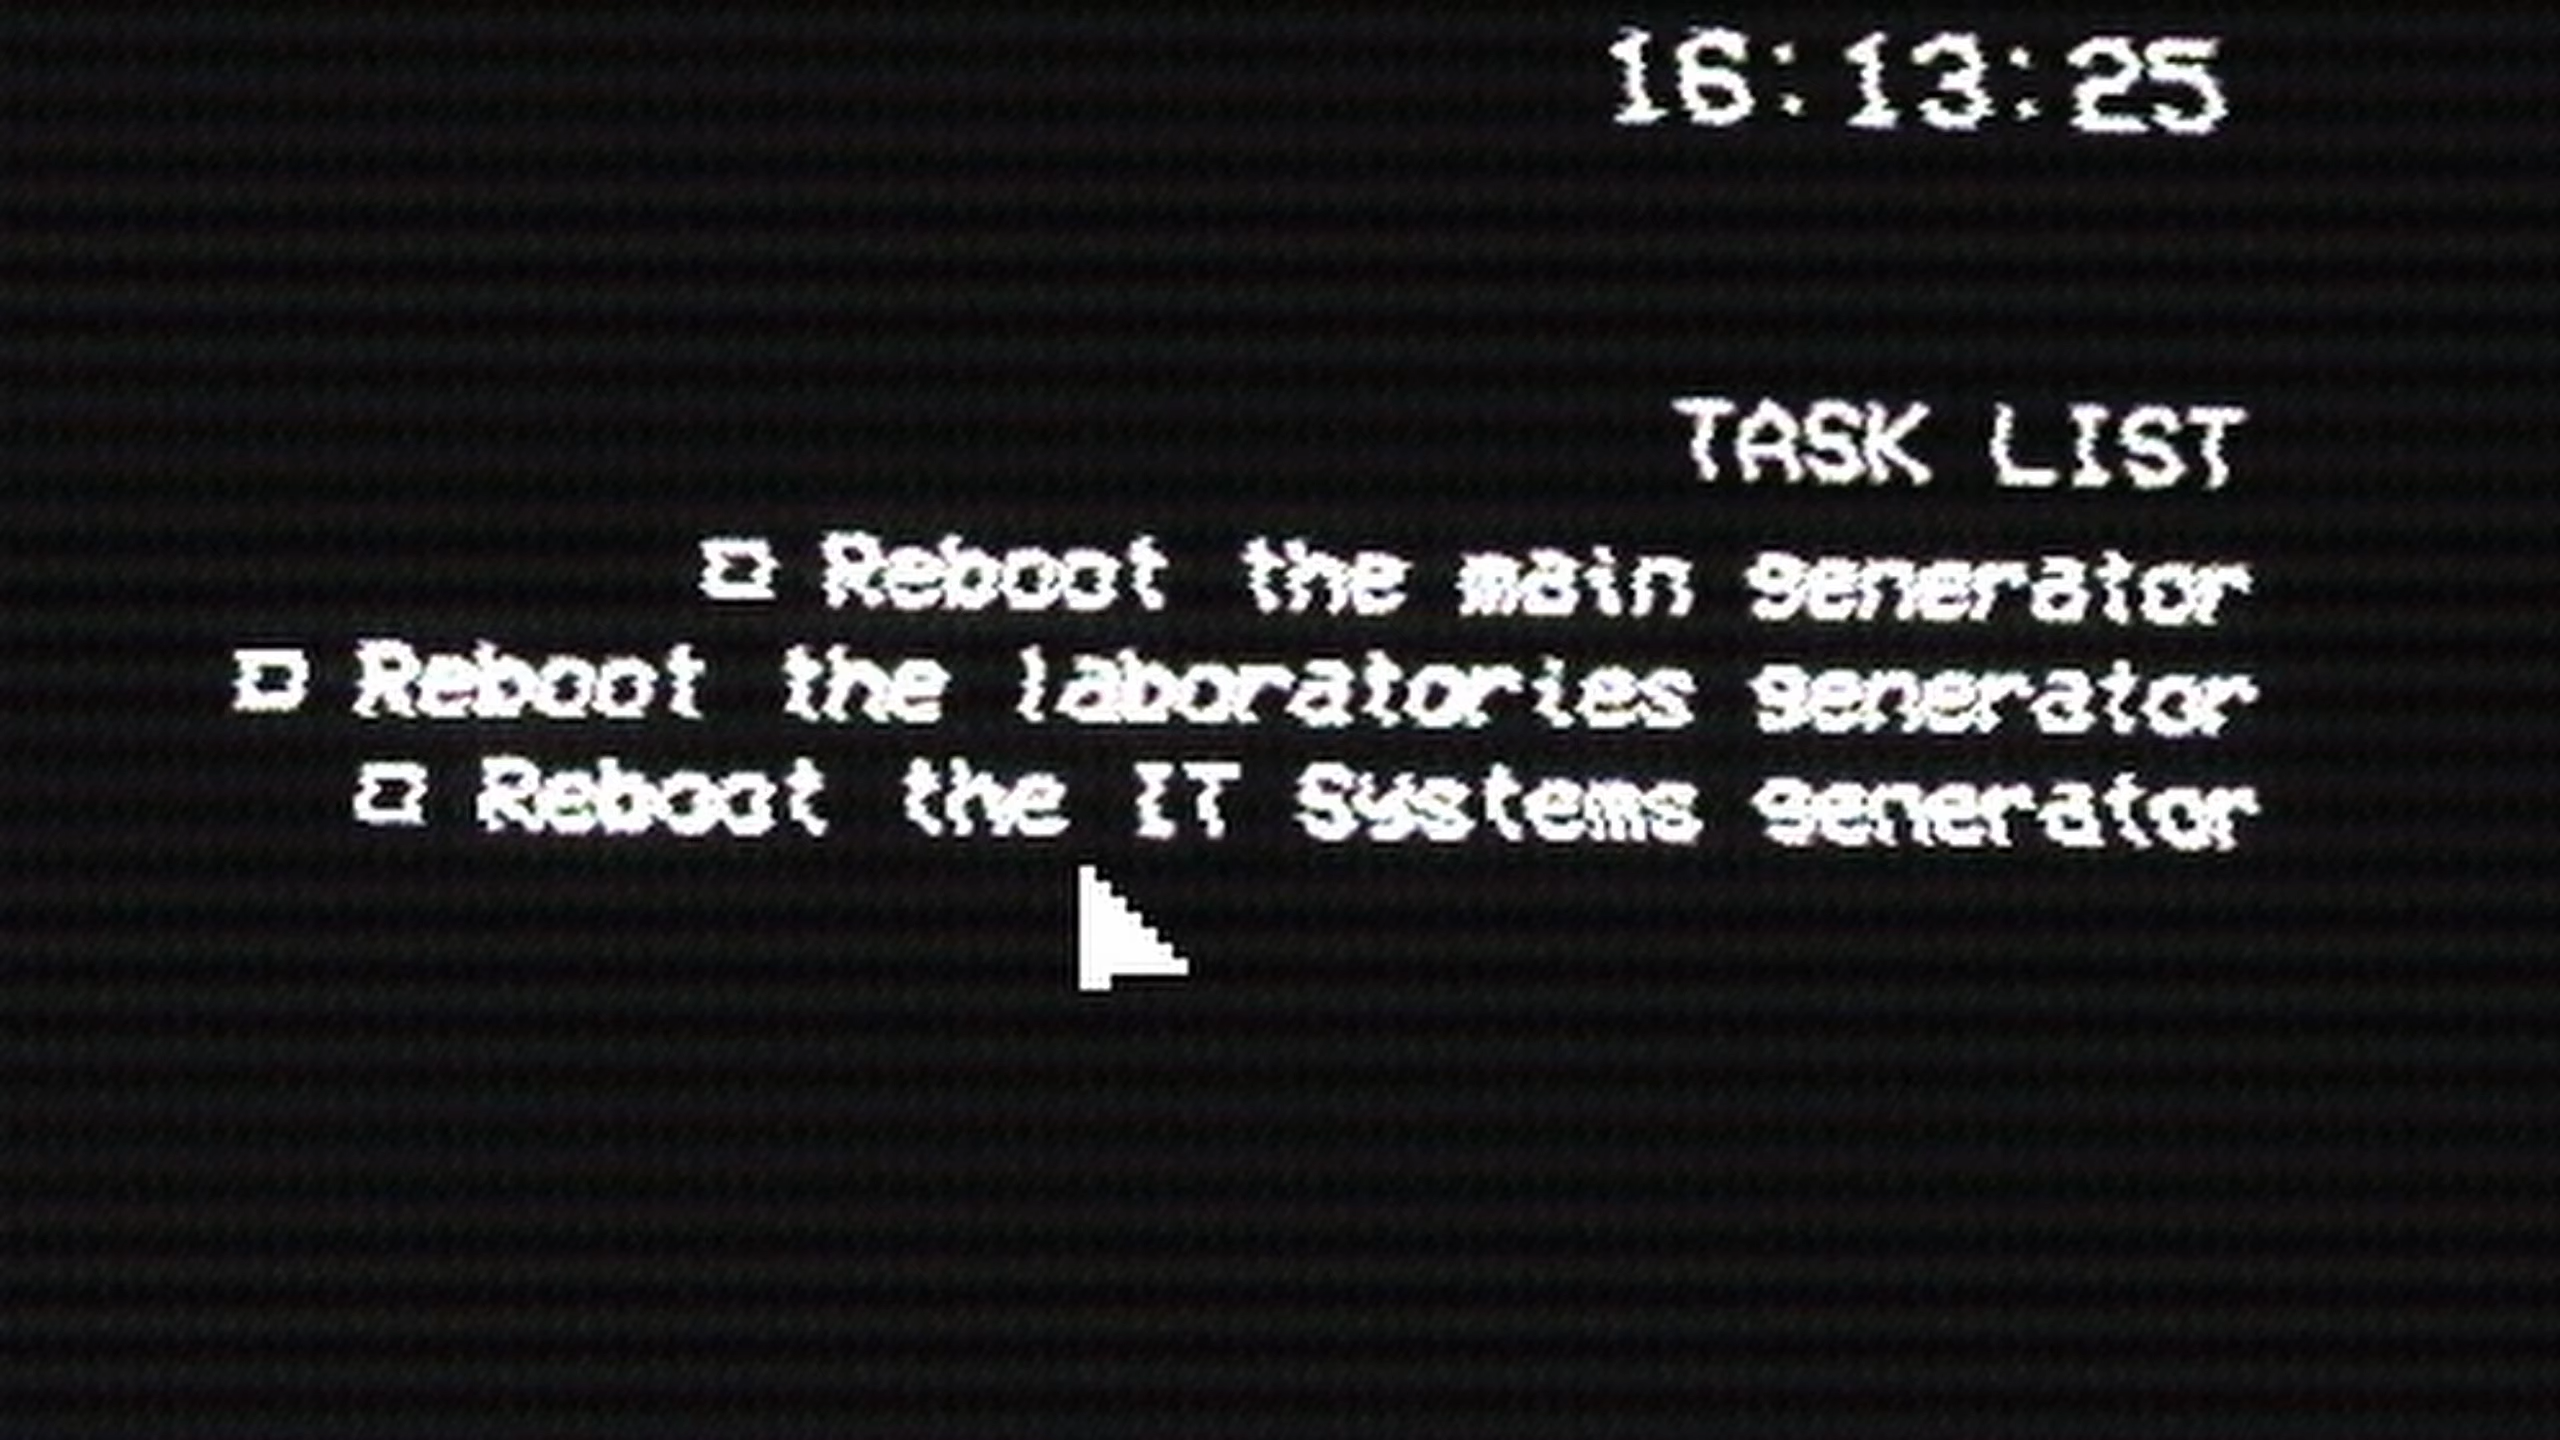 16:13:25
TASK LIST
□ Reboot the main generator
□ Reboot the laboratories generator
□ Reboot the IT Systems generator